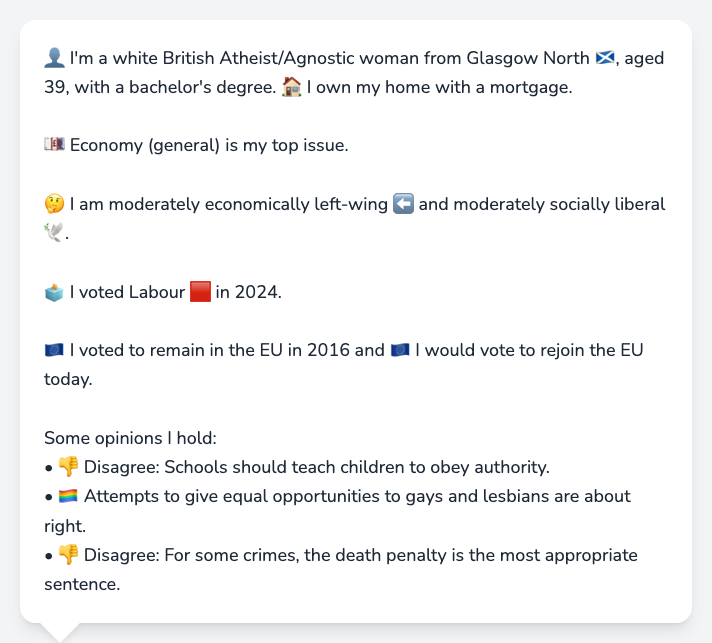 👤 I'm a white British Atheist/Agnostic woman from Glasgow North 🏴󠁧󠁢󠁳󠁣󠁴󠁿, aged
39, with a bachelor's degree. 🏠 I own my home with a mortgage.
💷 Economy (general) is my top issue.
🤔 I am moderately economically left-wing ⬅️ and moderately socially liberal
🕊️.
🗳️ I voted Labour 🟥 in 2024.
🇪🇺 I voted to remain in the EU in 2016 and 🇪🇺 I would vote to rejoin the EU
today.
Some opinions I hold:
• 👎 Disagree: Schools should teach children to obey authority.
• 🏳️‍🌈 Attempts to give equal opportunities to gays and lesbians are about
right.
• 👎 Disagree: For some crimes, the death penalty is the most appropriate
sentence.